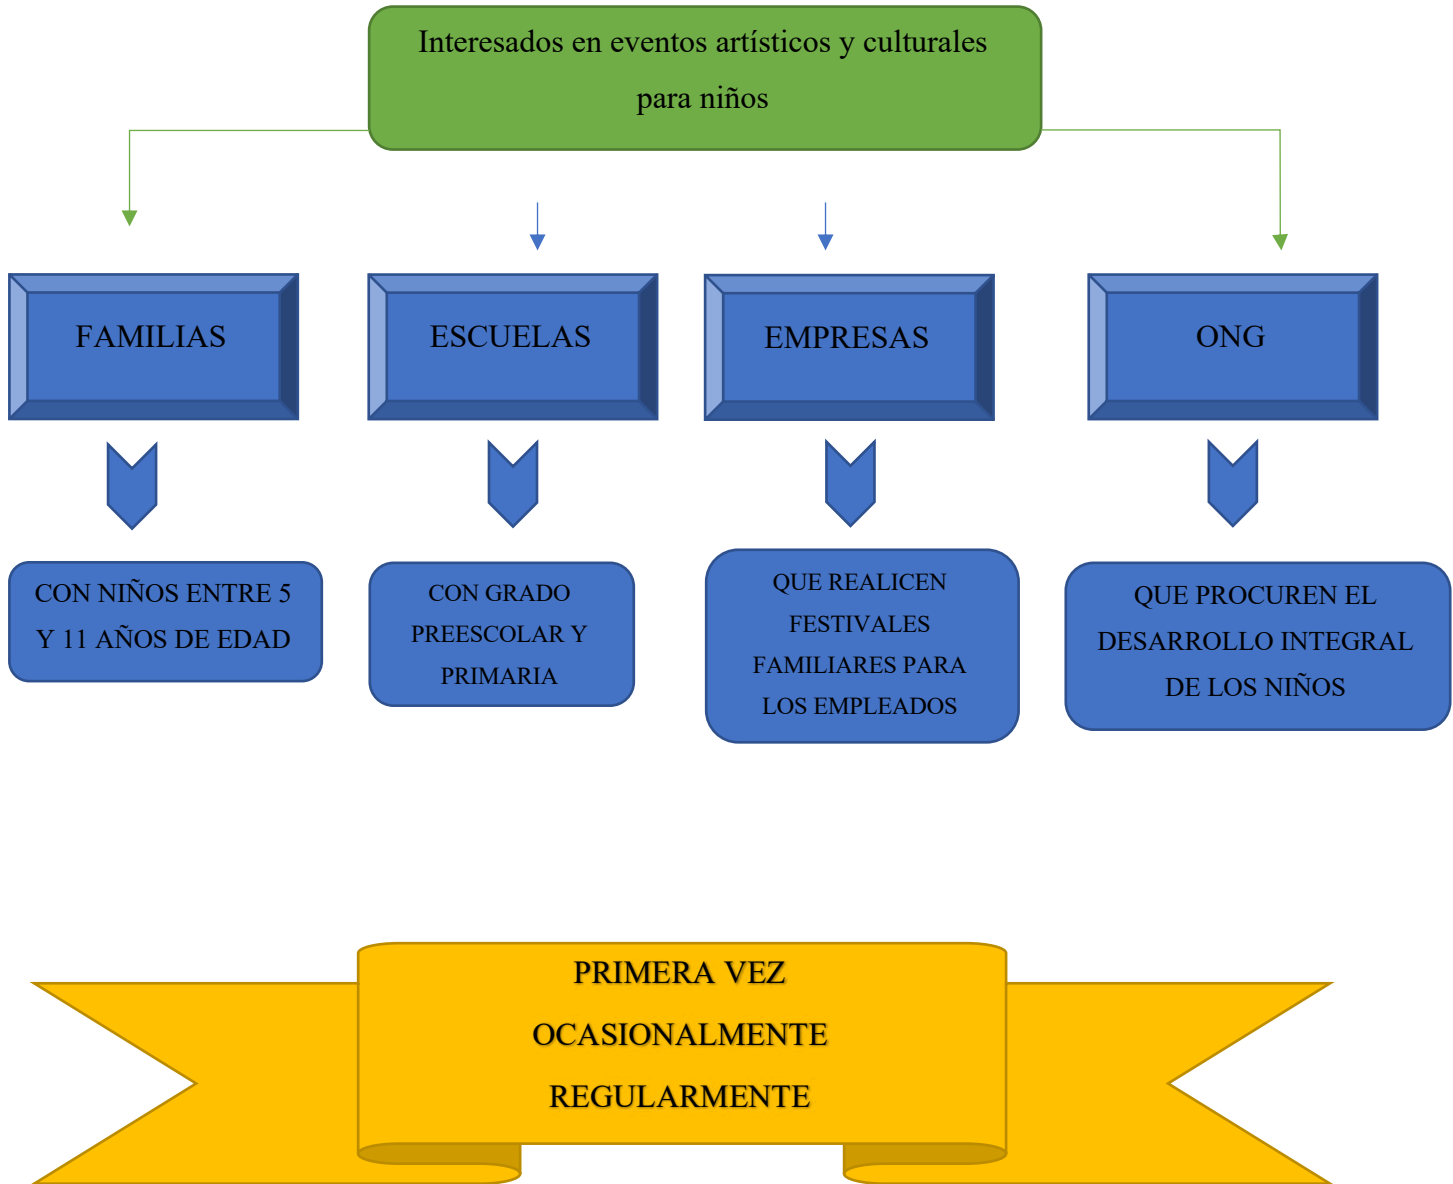 Interesados en eventos artísticos y culturales
para niños
FAMILIAS
ESCUELAS
EMPRESAS
ONG
CON NIÑOS ENTRE 5
Y 11 AÑOS DE EDAD
CON GRADO
PREESCOLAR Y
PRIMARIA
QUE REALICEN
FESTIVALES
FAMILIARES PARA
LOS EMPLEADOS
QUE PROCUREN EL
DESARROLLO INTEGRAL
DE LOS NIÑOS
PRIMERA VEZ
OCASIONALMENTE
REGULARMENTE